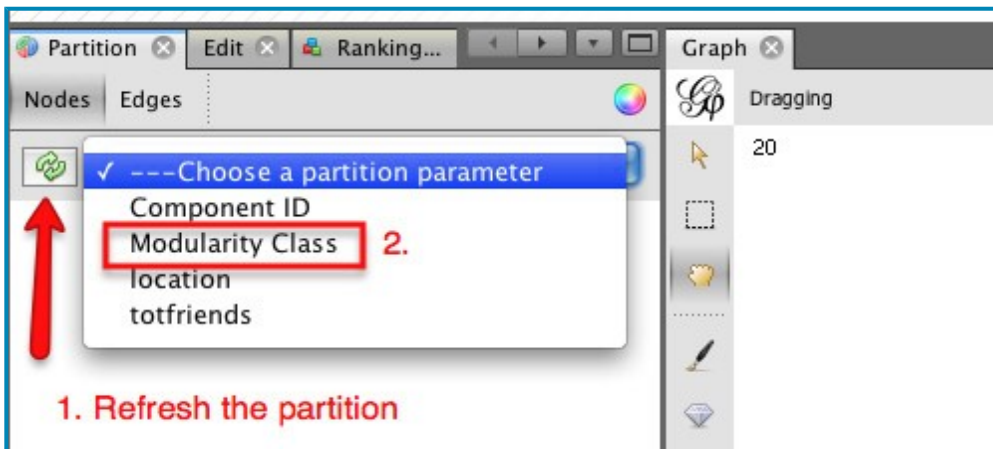 Partition Edit Ranking... Graph
Nodes Edges Dragging
✓ ---Choose a partition parameter 20
Component ID
Modularity Class 2.
location
totfriends
1. Refresh the partition